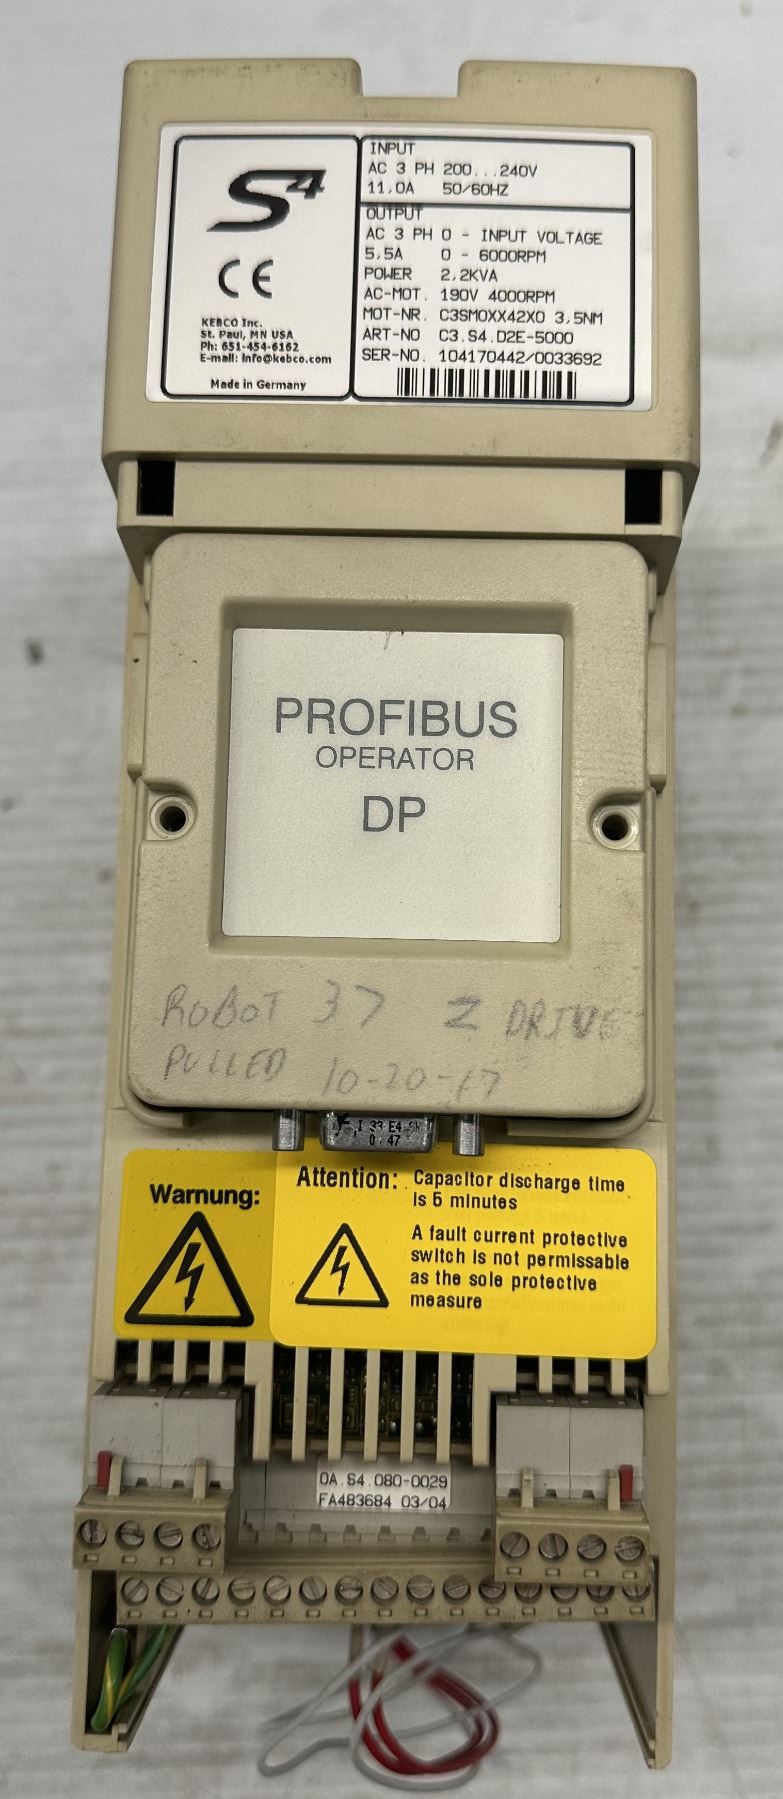 S4
CE
KEBCO Inc.
St. Paul, MN USA
Ph: 651-454-6162
E-mail: Info@kebco.com
Made in Germany
INPUT
AC 3 PH 200...240V
11,0A 50/60HZ
OUTPUT
AC 3 PH 0 - INPUT VOLTAGE
5,5A 0 - 6000RPM
POWER 2,2KVA
AC-MOT. 190V 4000RPM
MOT-NR. C3SM0XX42X0 3,5NM
ART-NO C3.S4.D2E-5000
SER-NO. 104170442/0033692
PROFIBUS
OPERATOR
DP
ROBOT 37 Z DRIVE
PULLED 10-20-17
Warnung:
Attention: Capacitor discharge time
is 5 minutes
A fault current protective
switch is not permissable
as the sole protective
measure
0A.S4.080-0029
FA483684 03/04